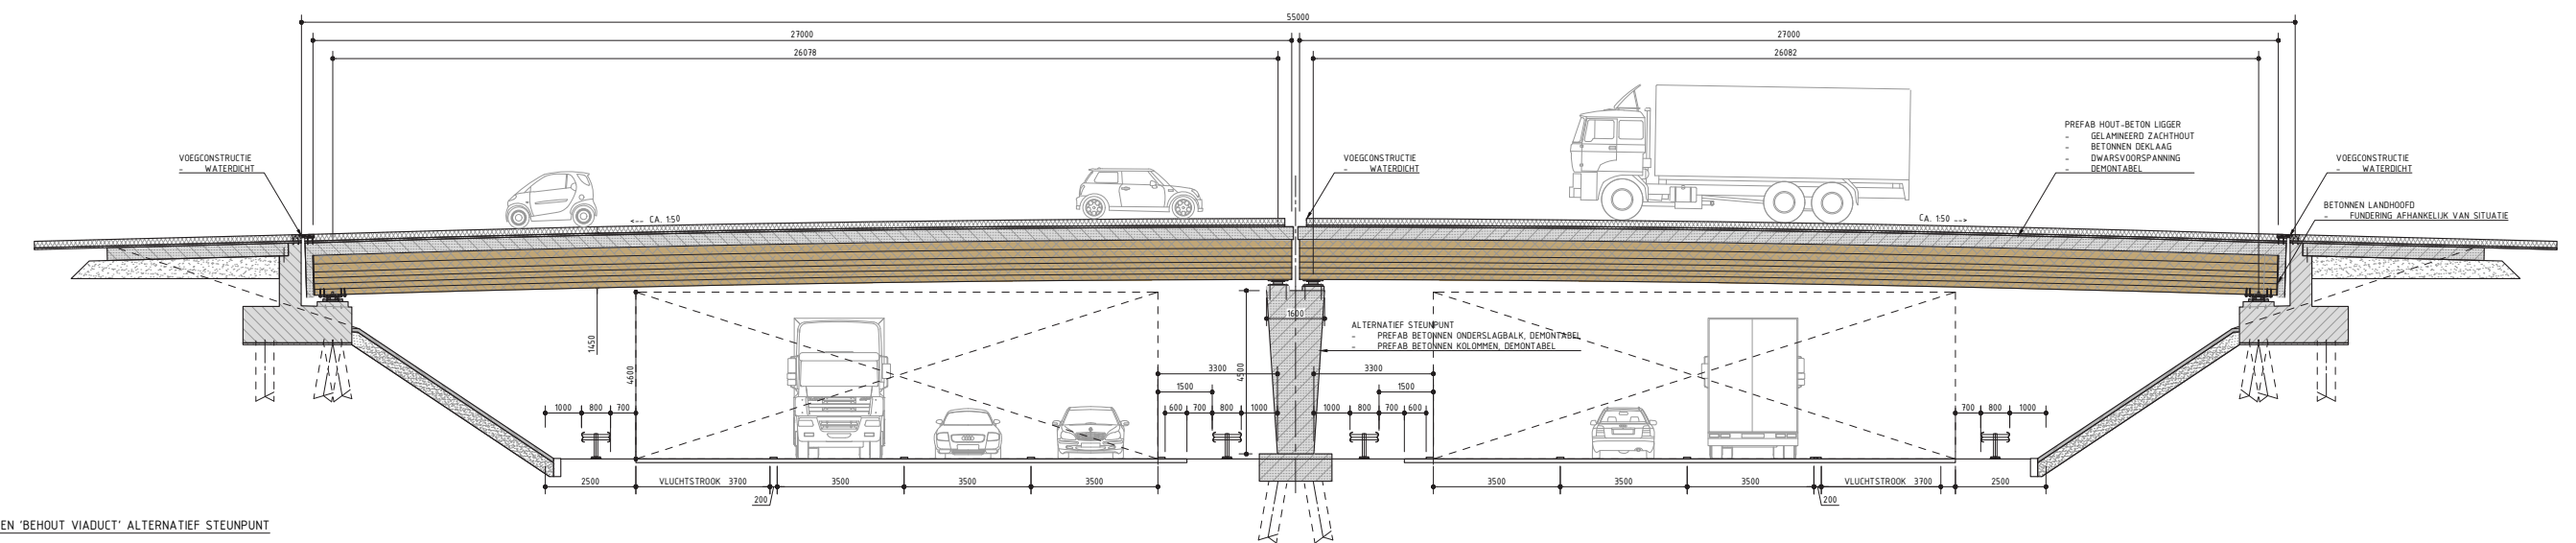 55000
27000
27000
26078
26082
PREFAB HOUT-BETON LIGGER
- GELAMINEERD ZACHTHOUT
- BETONNEN DEKLAAG
- DWARSVOORSPANNING
- DEMONTABEL
VOEGCONSTRUCTIE
- WATERDICHT
VOEGCONSTRUCTIE
- WATERDICHT
VOEGCONSTRUCTIE
- WATERDICHT
BETONNEN LANDHOOFD
- FUNDERING AFHANKELIJK VAN SITUATIE
<-- CA. 1:50
CA. 1:50 -->
1600
ALTERNATIEF STEUNPUNT
- PREFAB BETONNEN ONDERSLAGBALK, DEMONTABEL
- PREFAB BETONNEN KOLOMMEN, DEMONTABEL
1450
4600
4500
3300
3300
1500
1500
1000 800 700
600 700 800 1000
1000 800 700 600
700 800 1000
2500 VLUCHTSTROOK 3700 3500 3500 3500
3500 3500 3500 VLUCHTSTROOK 3700 2500
200
200
EN 'BEHOUT VIADUCT' ALTERNATIEF STEUNPUNT